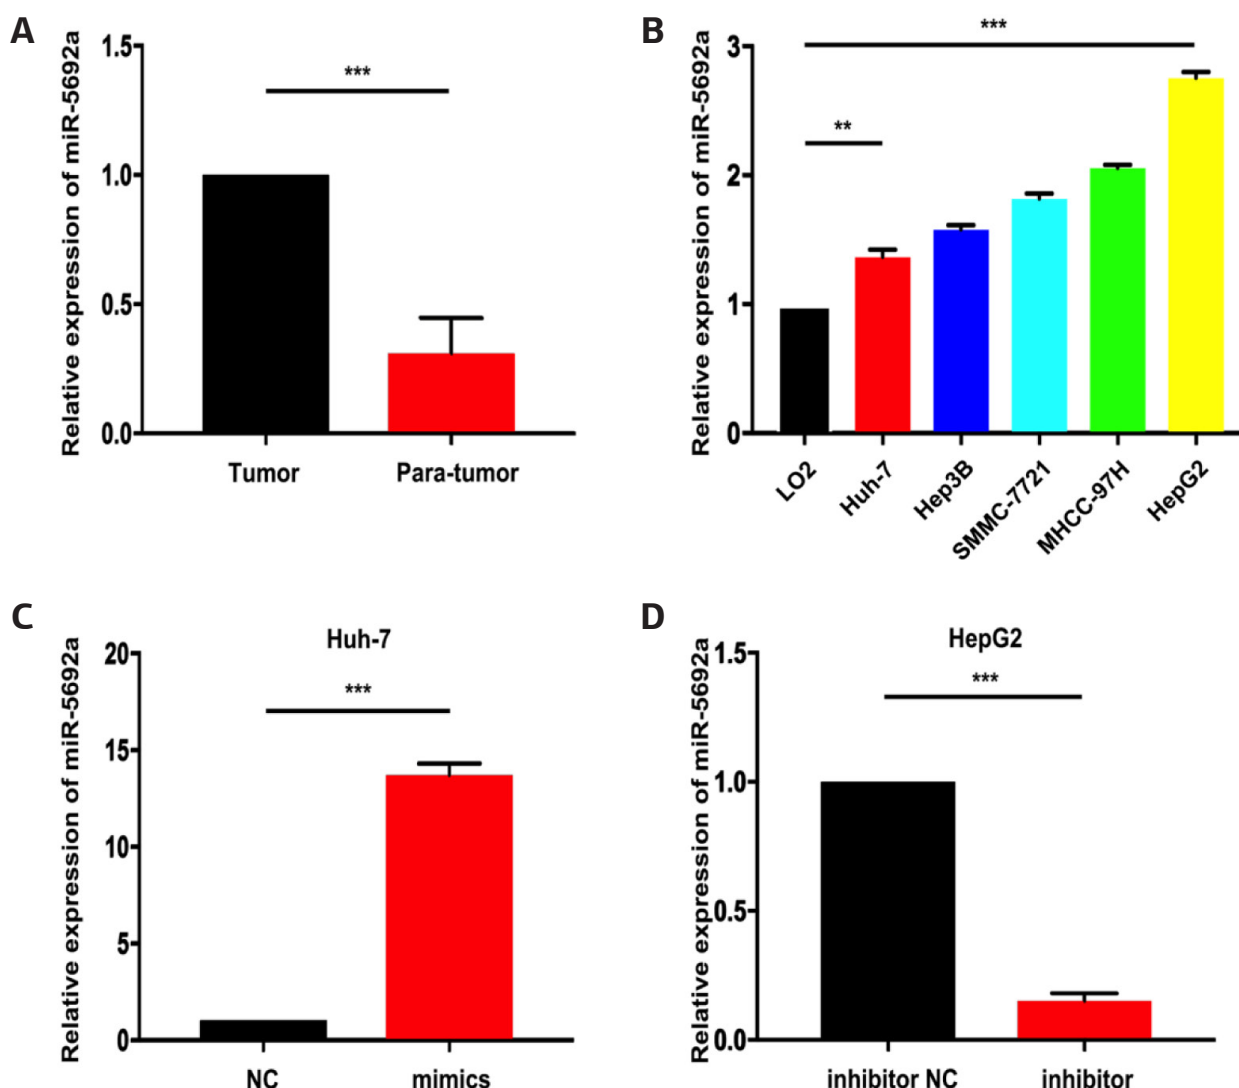 A
Relative expression of miR-5692a
1.5
1.0
0.5
0.0
***
Tumor
Para-tumor
B
Relative expression of miR-5692a
3
2
1
0
***
**
LO2
Huh-7
Hep3B
SMMC-7721
MHCC-97H
HepG2
C
Huh-7
Relative expression of miR-5692a
20
15
10
5
0
***
NC
mimics
D
HepG2
Relative expression of miR-5692a
1.5
1.0
0.5
0.0
***
inhibitor NC
inhibitor